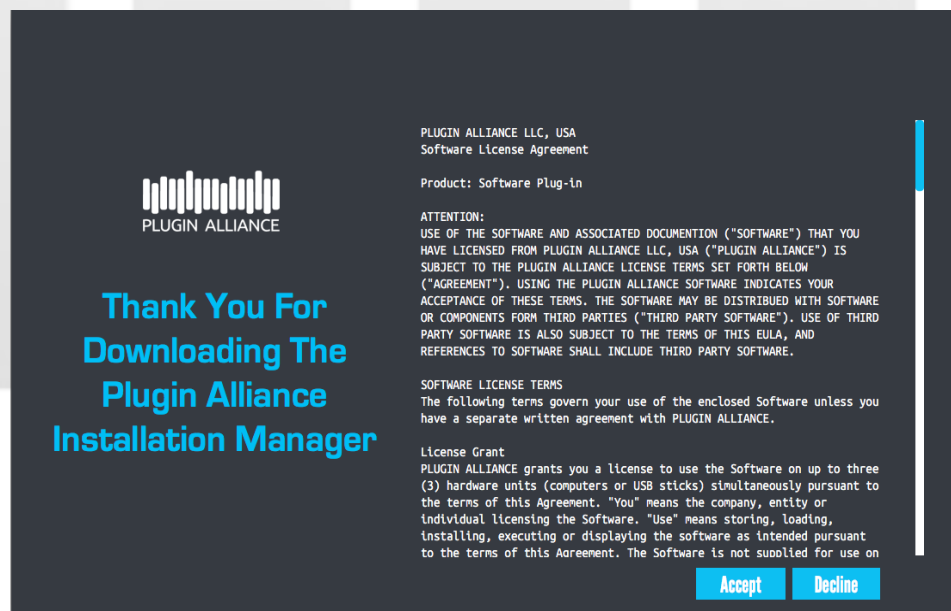 PLUGIN ALLIANCE
Thank You For
Downloading The
Plugin Alliance
Installation Manager
PLUGIN ALLIANCE LLC, USA
Software License Agreement
Product: Software Plug-in
ATTENTION:
USE OF THE SOFTWARE AND ASSOCIATED DOCUMENTION ("SOFTWARE") THAT YOU
HAVE LICENSED FROM PLUGIN ALLIANCE LLC, USA ("PLUGIN ALLIANCE") IS
SUBJECT TO THE PLUGIN ALLIANCE LICENSE TERMS SET FORTH BELOW
("AGREEMENT"). USING THE PLUGIN ALLIANCE SOFTWARE INDICATES YOUR
ACCEPTANCE OF THESE TERMS. THE SOFTWARE MAY BE DISTRIBUED WITH SOFTWARE
OR COMPONENTS FORM THIRD PARTIES ("THIRD PARTY SOFTWARE"). USE OF THIRD
PARTY SOFTWARE IS ALSO SUBJECT TO THE TERMS OF THIS EULA, AND
REFERENCES TO SOFTWARE SHALL INCLUDE THIRD PARTY SOFTWARE.
SOFTWARE LICENSE TERMS
The following terms govern your use of the enclosed Software unless you
have a separate written agreement with PLUGIN ALLIANCE.
License Grant
PLUGIN ALLIANCE grants you a license to use the Software on up to three
(3) hardware units (computers or USB sticks) simultaneously pursuant to
the terms of this Agreement. "You" means the company, entity or
individual licensing the Software. "Use" means storing, loading,
installing, executing or displaying the software as intended pursuant
to the terms of this Agreement. The Software is not supplied for use on
Accept
Decline